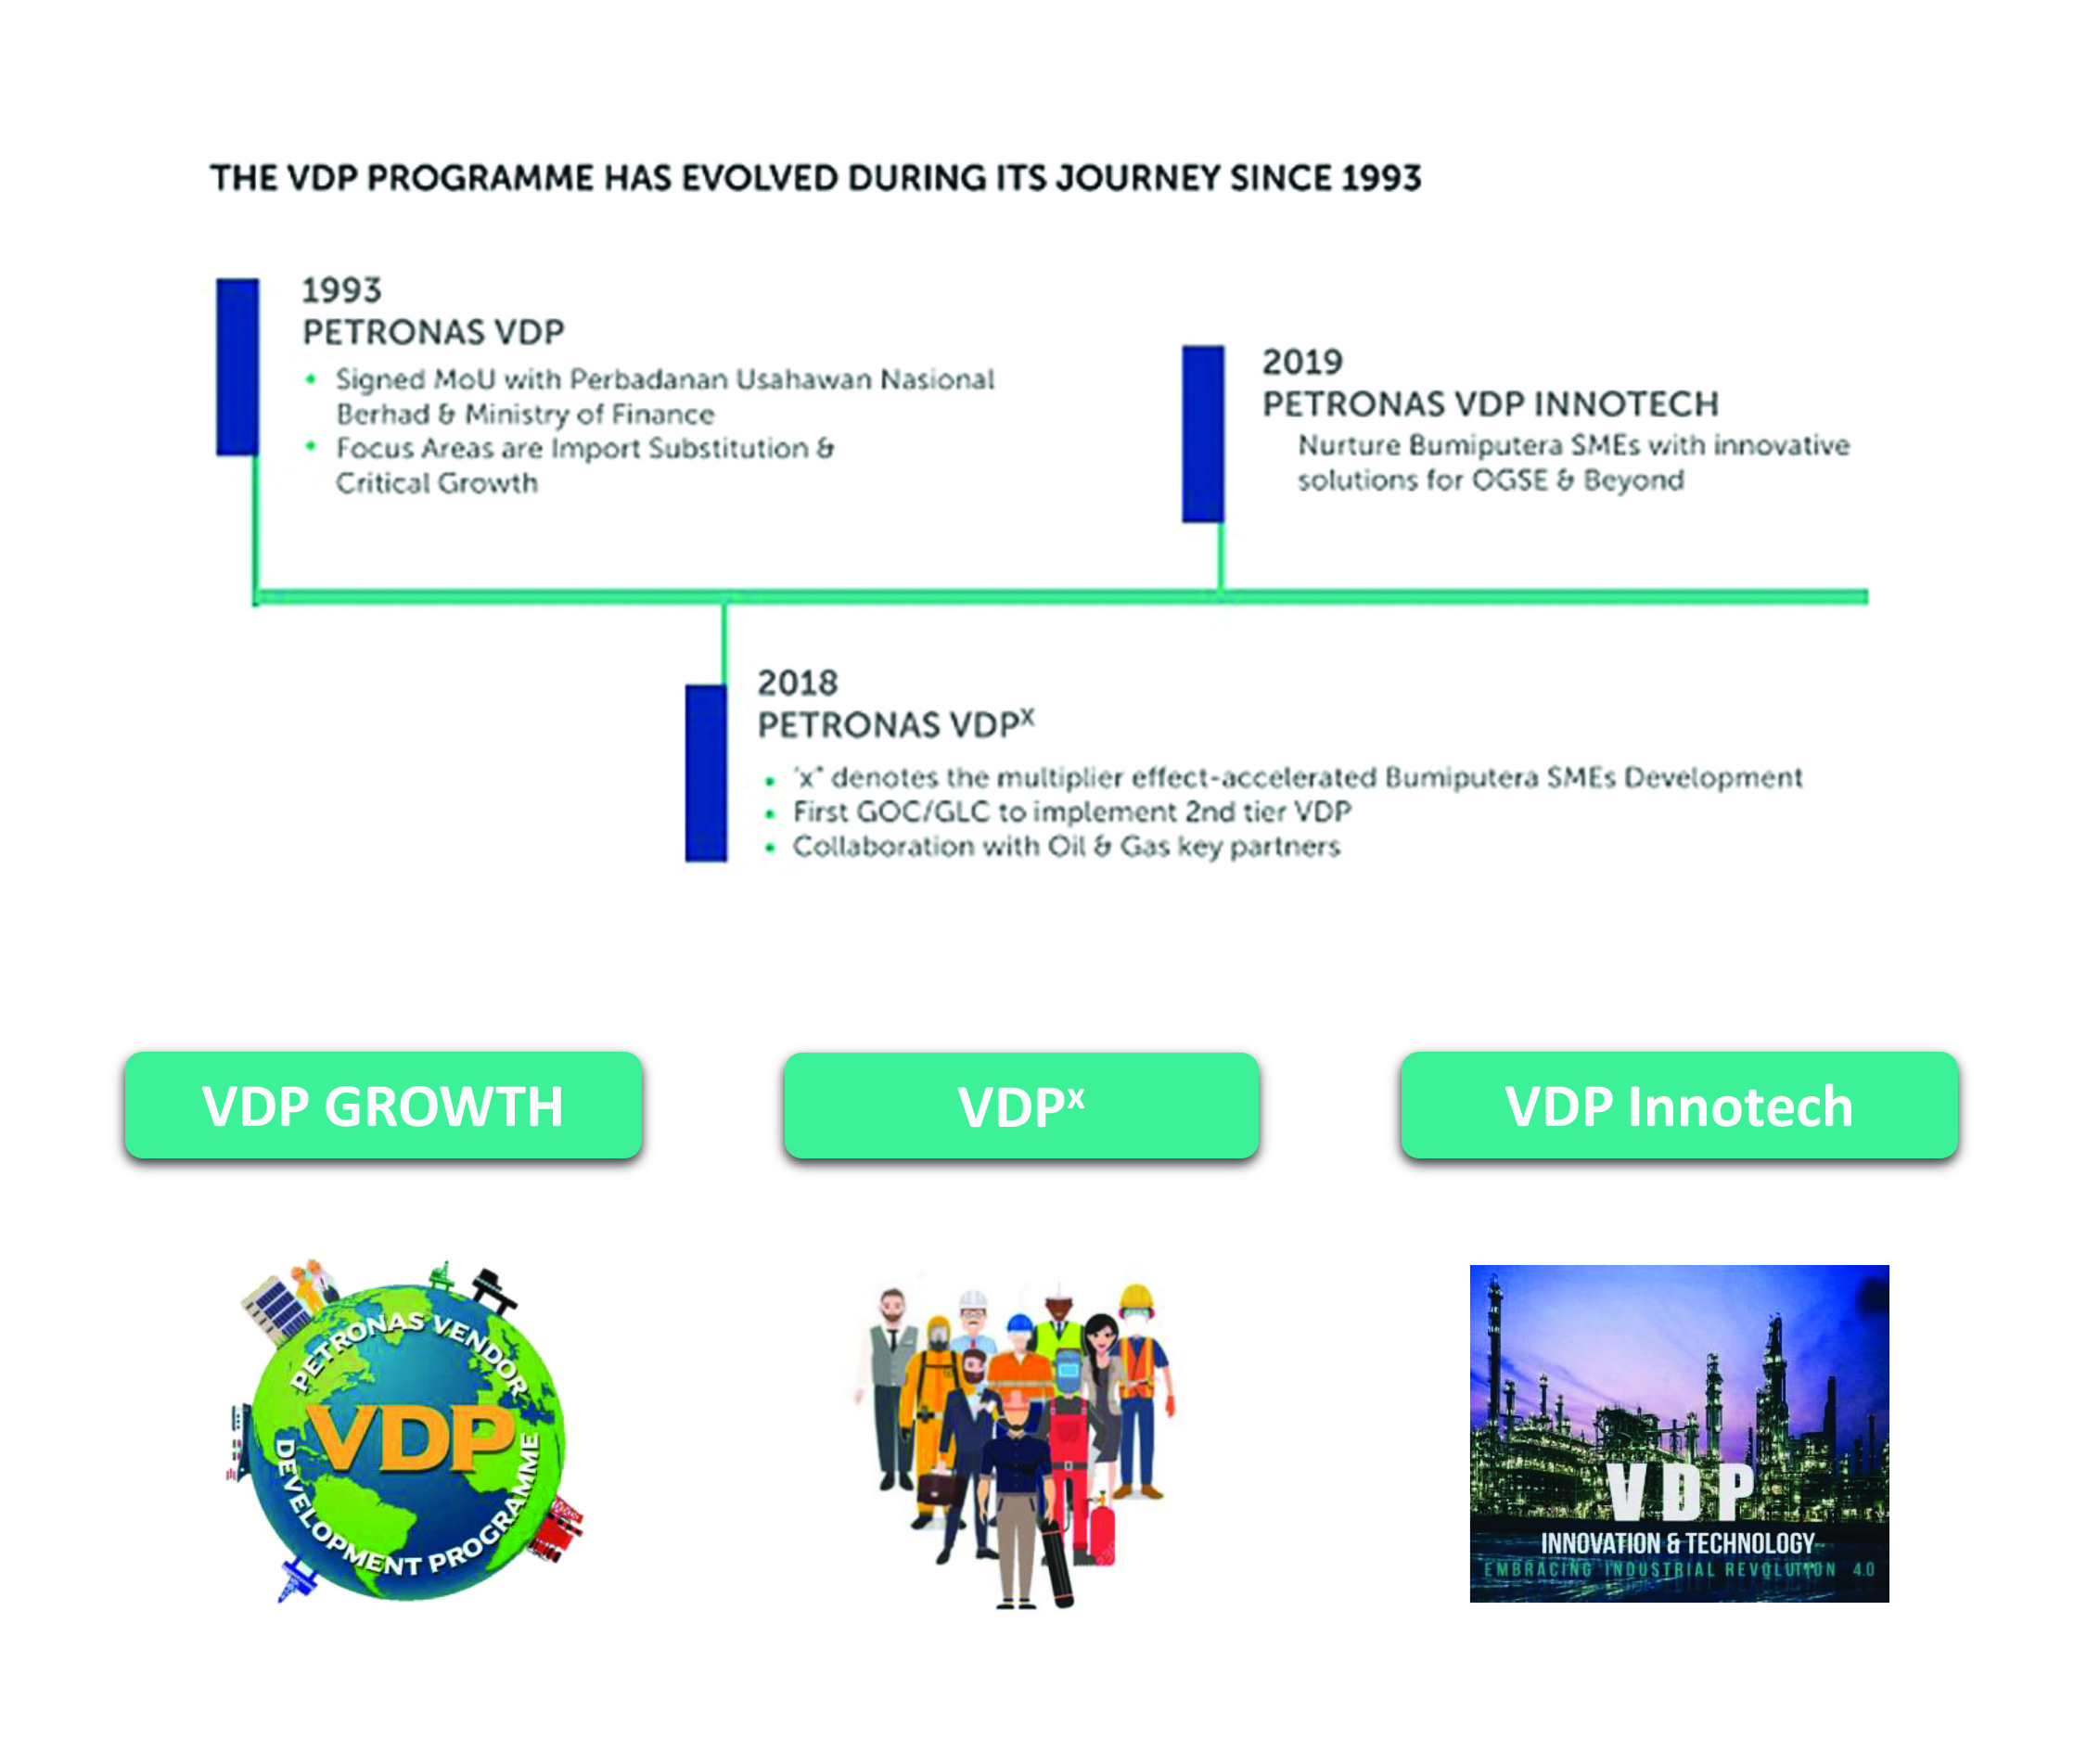 THE VDP PROGRAMME HAS EVOLVED DURING ITS JOURNEY SINCE 1993
1993
PETRONAS VDP
• Signed MoU with Perbadanan Usahawan Nasional
Berhad & Ministry of Finance
• Focus Areas are Import Substitution &
Critical Growth
2019
PETRONAS VDP INNOTECH
Nurture Bumiputera SMEs with innovative
solutions for OGSE & Beyond
2018
PETRONAS VDPˣ
• 'x" denotes the multiplier effect-accelerated Bumiputera SMEs Development
• First GOC/GLC to implement 2nd tier VDP
• Collaboration with Oil & Gas key partners
VDP GROWTH
VDPˣ
VDP Innotech
PETRONAS VENDOR
VDP
DEVELOPMENT PROGRAMME
VDP
INNOVATION & TECHNOLOGY
EMBRACING INDUSTRIAL REVOLUTION 4.0